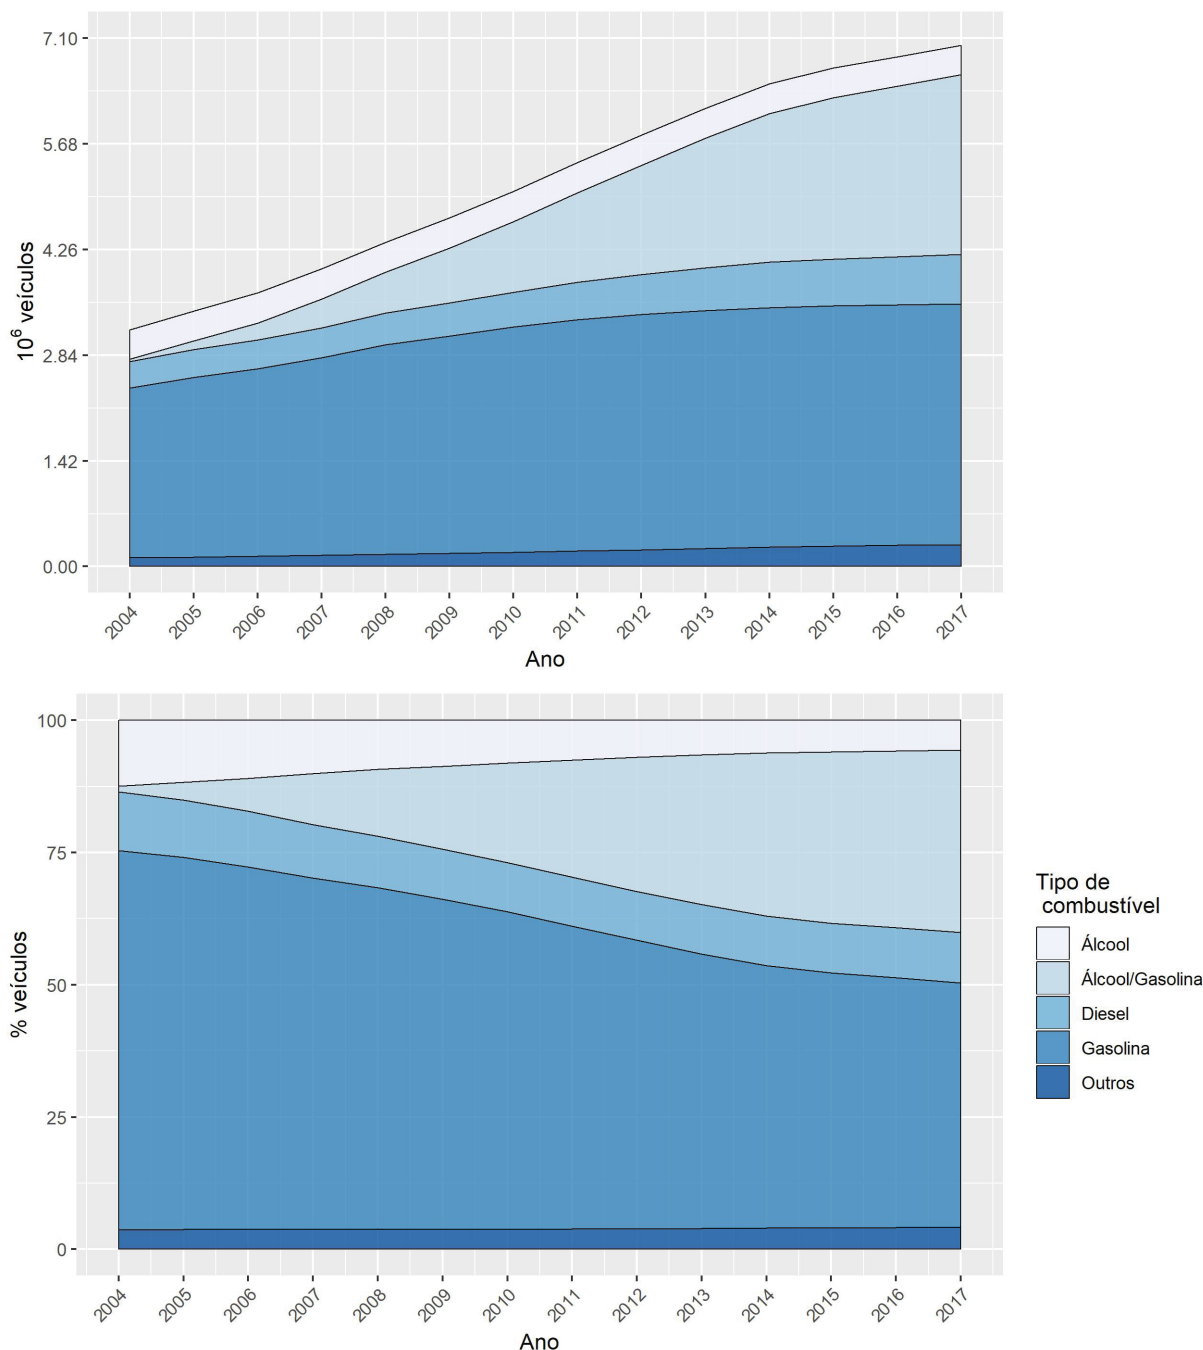 7.10
5.68
4.26
2.84
1.42
0.00
10⁶ veículos
2004 2005 2006 2007 2008 2009 2010 2011 2012 2013 2014 2015 2016 2017
Ano
100
75
50
25
0
% veículos
2004 2005 2006 2007 2008 2009 2010 2011 2012 2013 2014 2015 2016 2017
Ano
Tipo de
combustível
Álcool
Álcool/Gasolina
Diesel
Gasolina
Outros